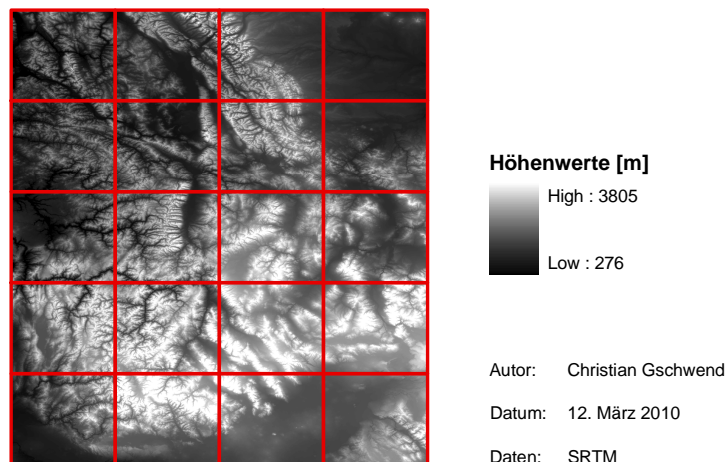 Höhenwerte [m]
High : 3805
Low : 276
Autor: Christian Gschwend
Datum: 12. März 2010
Daten: SRTM